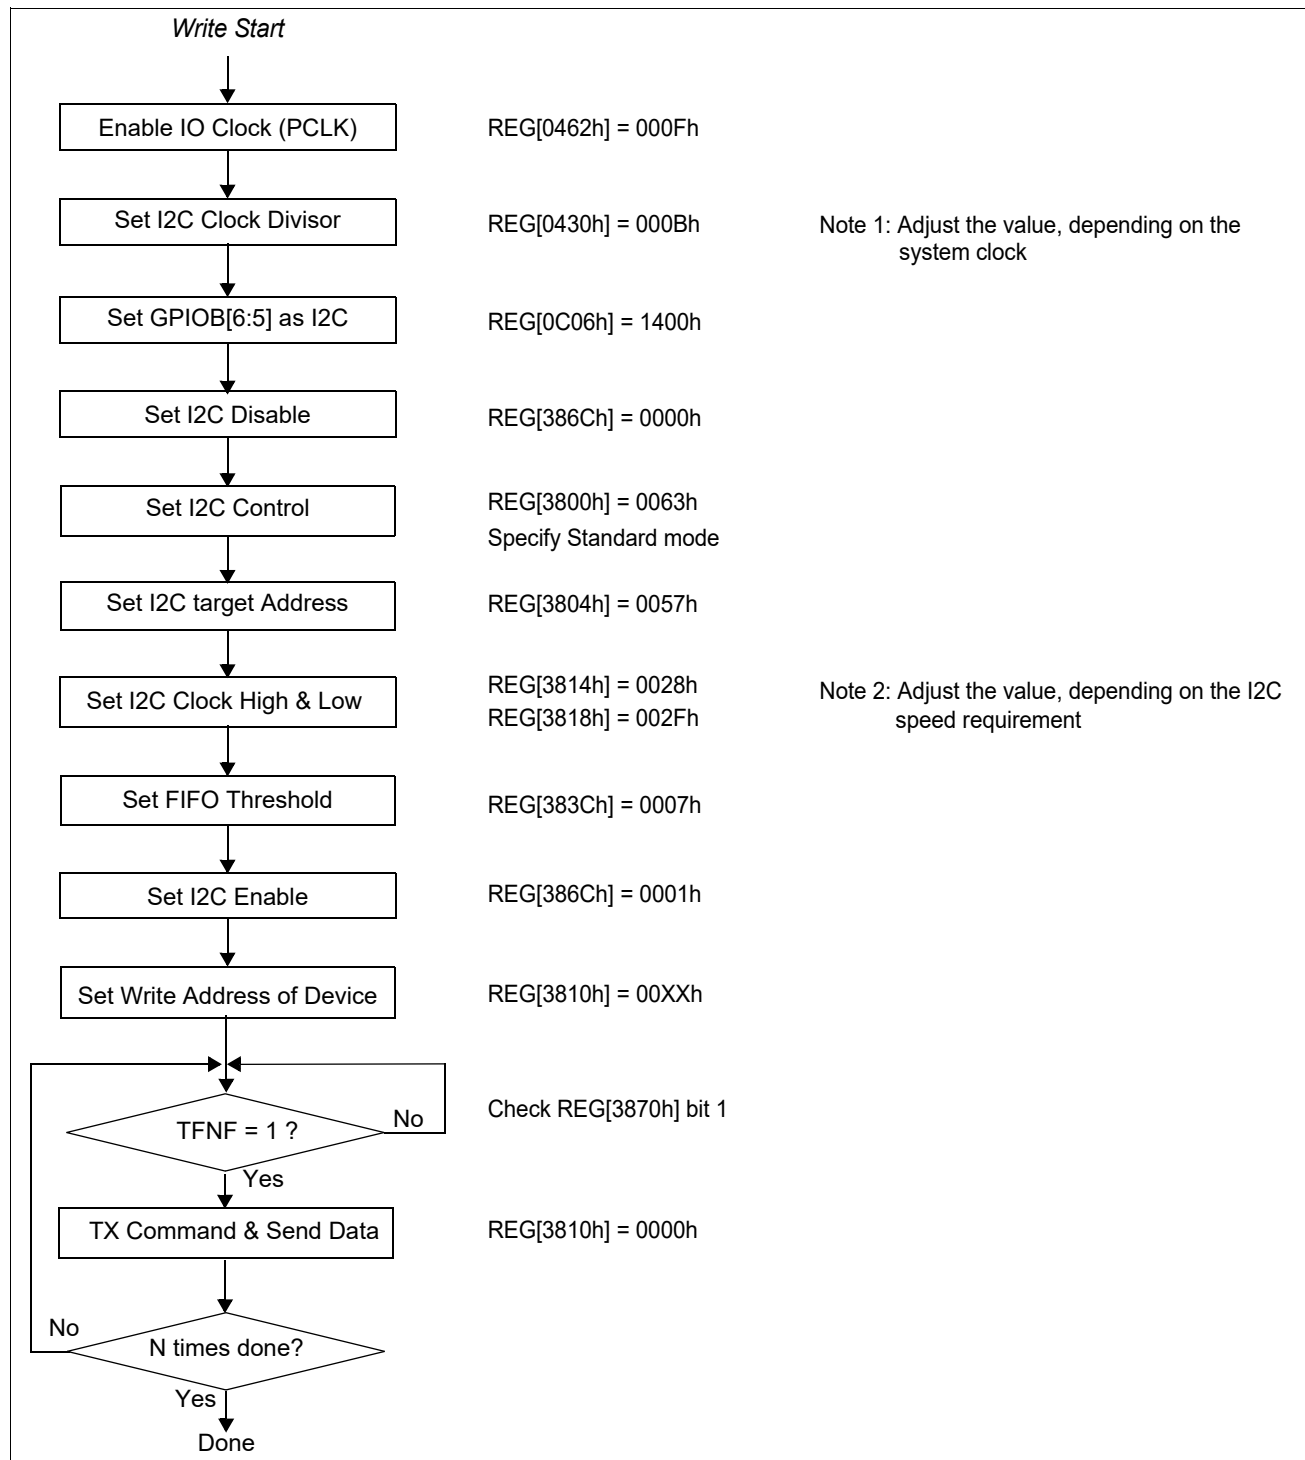 Write Start
Enable IO Clock (PCLK)
REG[0462h] = 000Fh
Set I2C Clock Divisor
REG[0430h] = 000Bh
Note 1: Adjust the value, depending on the
system clock
Set GPIOB[6:5] as I2C
REG[0C06h] = 1400h
Set I2C Disable
REG[386Ch] = 0000h
Set I2C Control
REG[3800h] = 0063h
Specify Standard mode
Set I2C target Address
REG[3804h] = 0057h
Set I2C Clock High & Low
REG[3814h] = 0028h
REG[3818h] = 002Fh
Note 2: Adjust the value, depending on the I2C
speed requirement
Set FIFO Threshold
REG[383Ch] = 0007h
Set I2C Enable
REG[386Ch] = 0001h
Set Write Address of Device
REG[3810h] = 00XXh
TFNF = 1 ?
No
Check REG[3870h] bit 1
Yes
TX Command & Send Data
REG[3810h] = 0000h
No
N times done?
Yes
Done